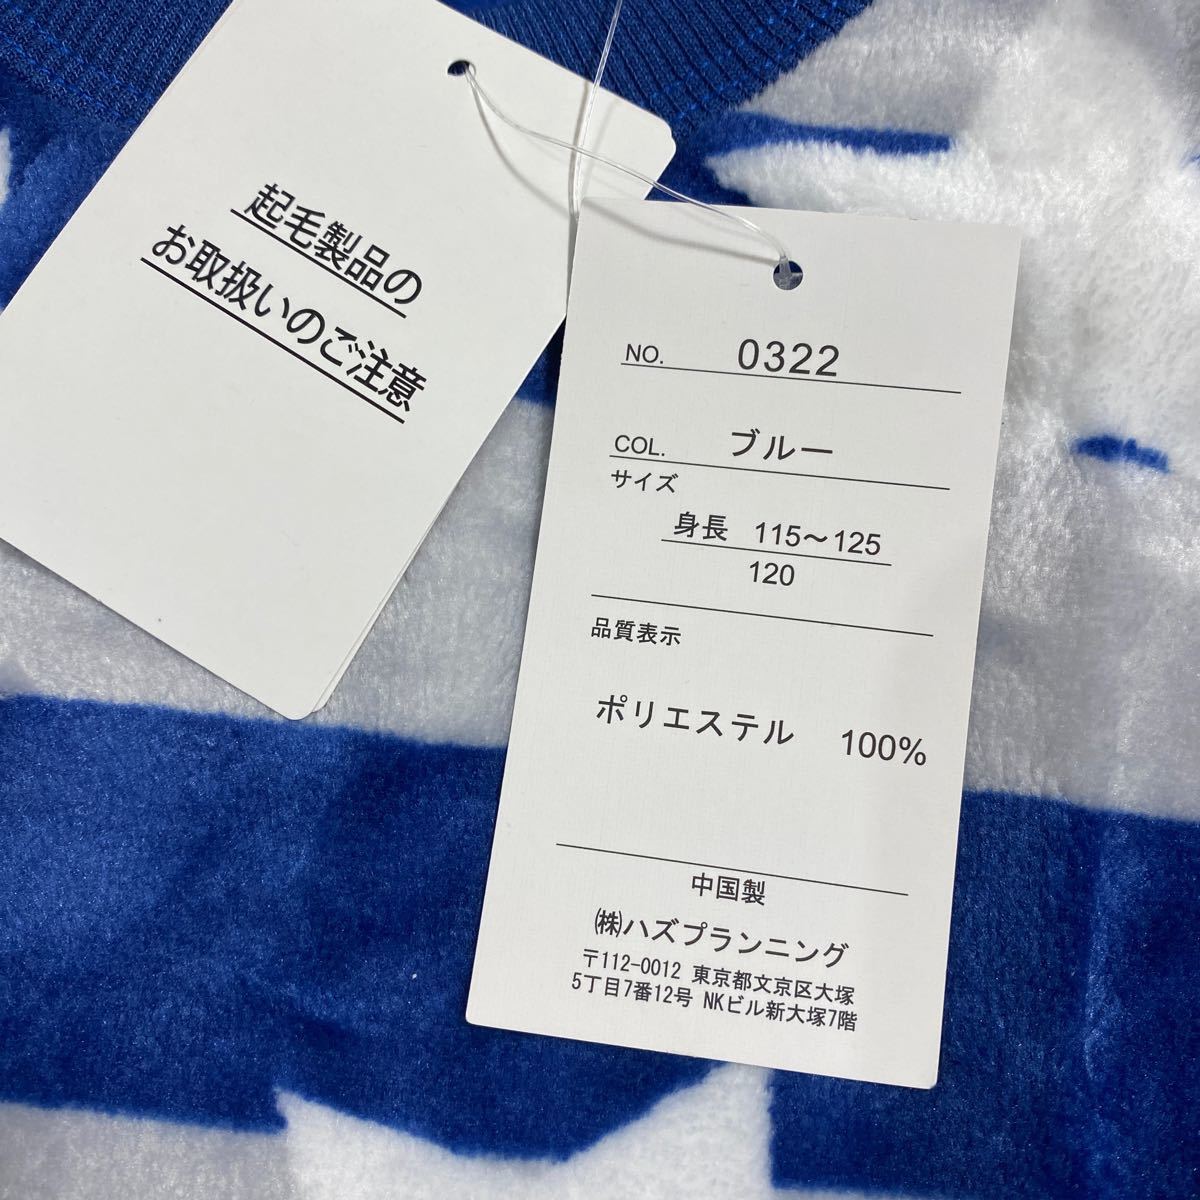 起毛製品の
お取扱いのご注意
NO. 0322
COL. ブルー
サイズ
身長 115〜125
120
品質表示
ポリエステル 100%
中国製
㈱ハズプランニング
〒112-0012 東京都文京区大塚
5丁目7番12号 NKビル新大塚7階